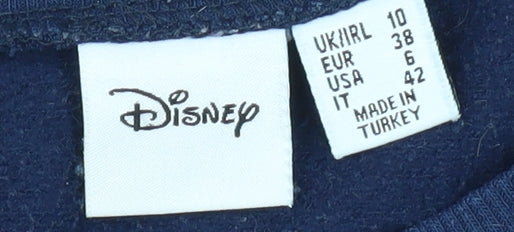 Disney
UK/IRL 10
EUR 38
USA 6
IT 42
MADE IN
TURKEY